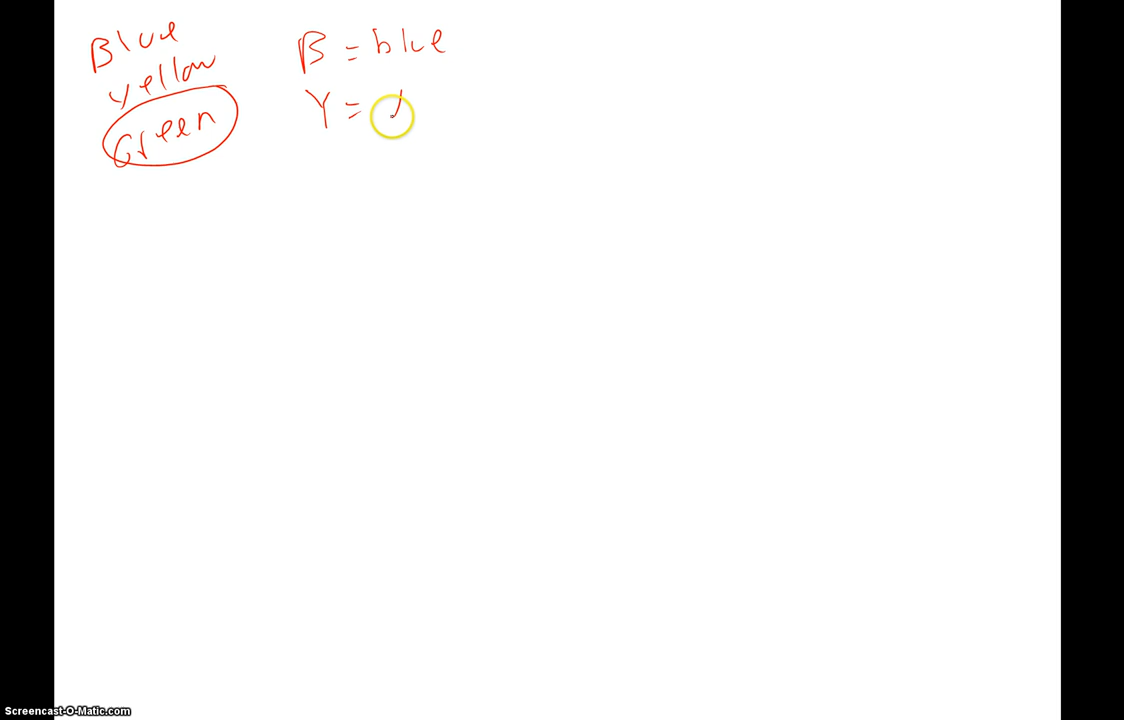 Blue
yellow
Green
B = blue
Y =
Screencast-O-Matic.com